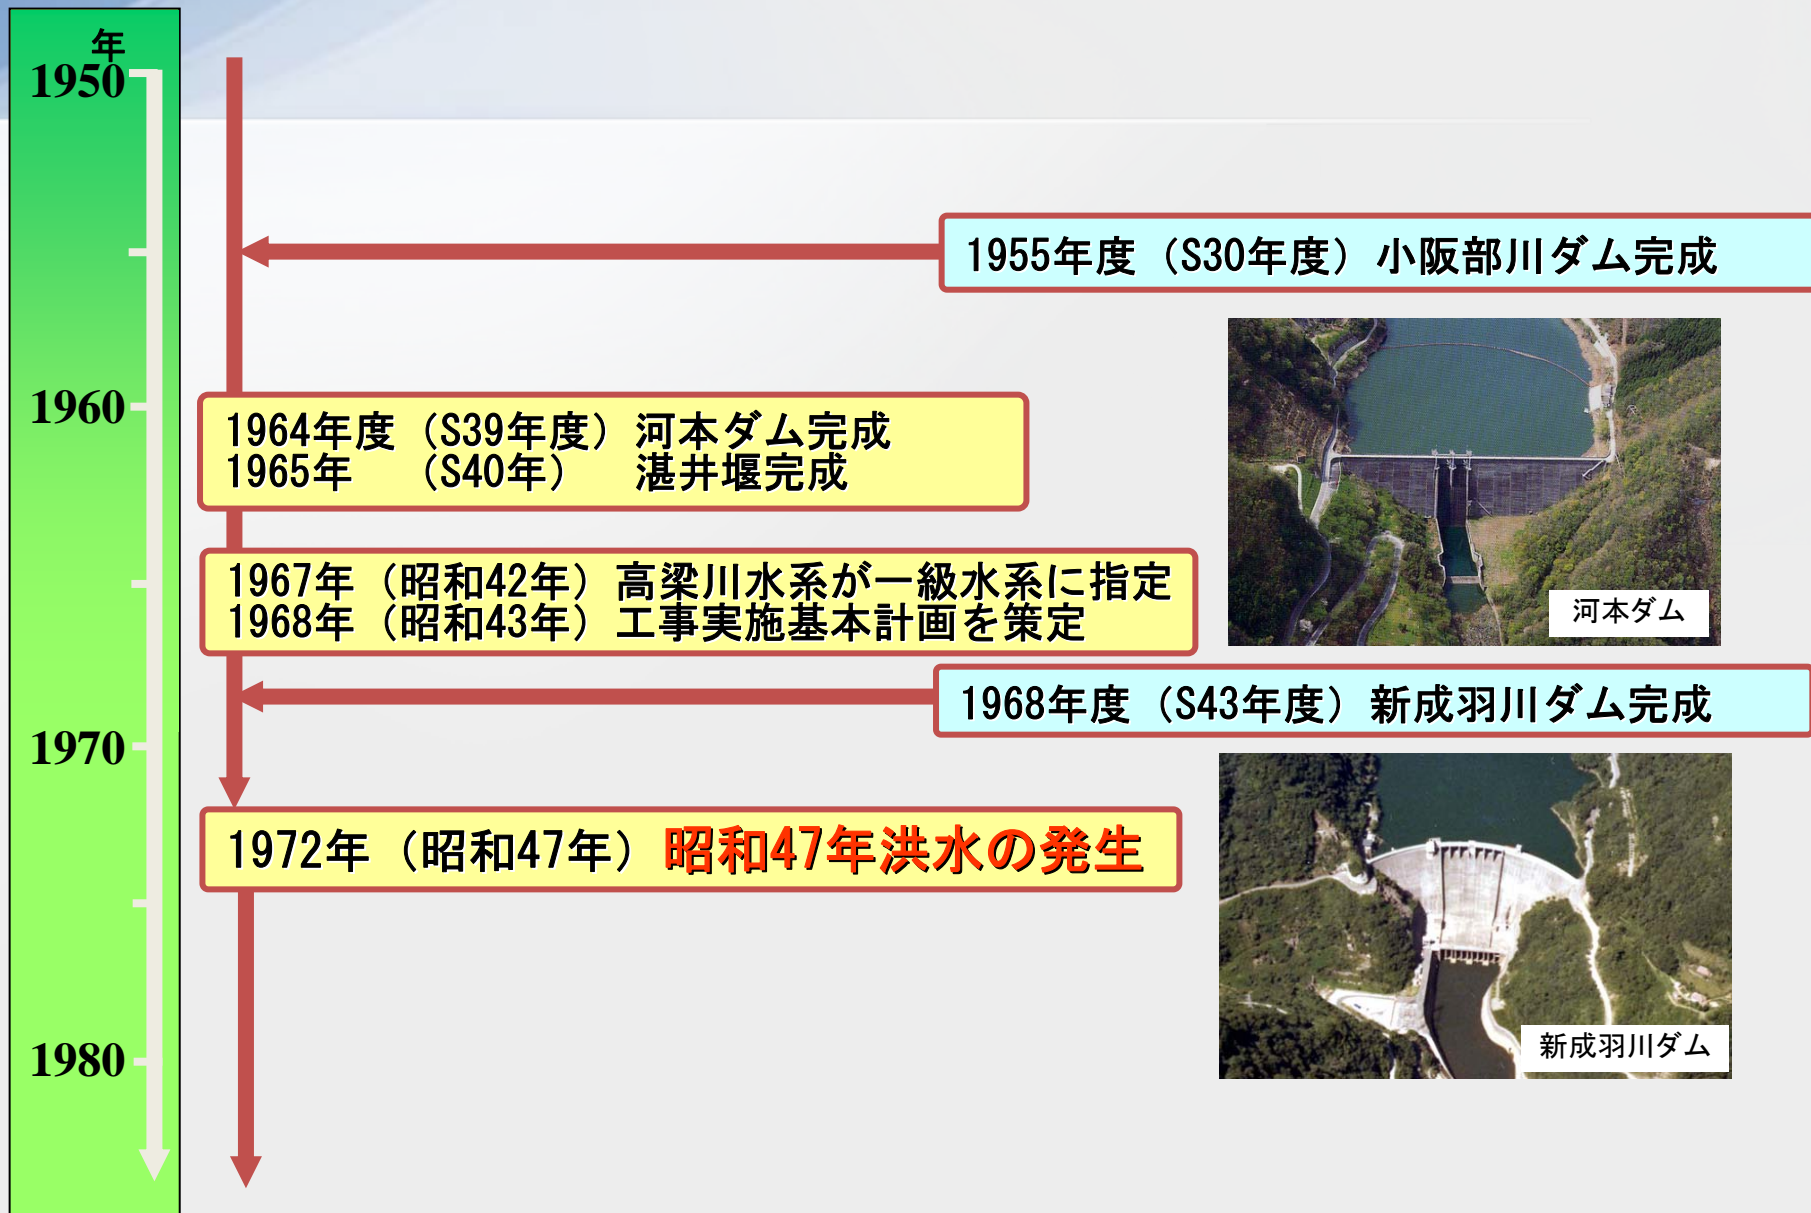 年
1950
1960
1970
1980
1955年度（S30年度）小阪部川ダム完成
1964年度（S39年度）河本ダム完成
1965年　（S40年）　湛井堰完成
河本ダム
1967年（昭和42年）高梁川水系が一級水系に指定
1968年（昭和43年）工事実施基本計画を策定
1968年度（S43年度）新成羽川ダム完成
1972年（昭和47年）昭和47年洪水の発生
新成羽川ダム